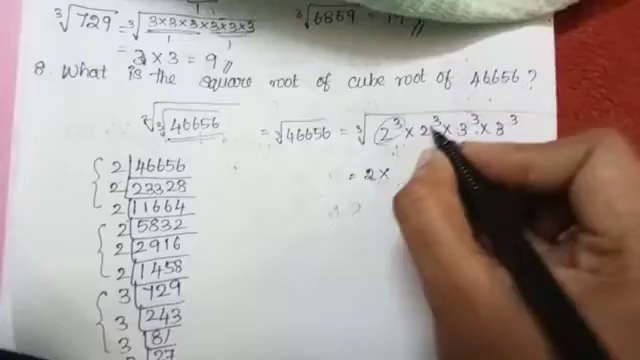 ∛729 = ∛3×3×3×3×3×3
∛6859 = 19 //
= 3 × 3 = 9 //
8. What is the square root of cube root of 46656?
√∛46656 = ∛46656 = ∛2³ × 2³ × 3³ × 3³
= 2 ×
2 | 46656
2 | 23328
2 | 11664
2 | 5832
2 | 2916
2 | 1458
3 | 729
3 | 243
3 | 81
27